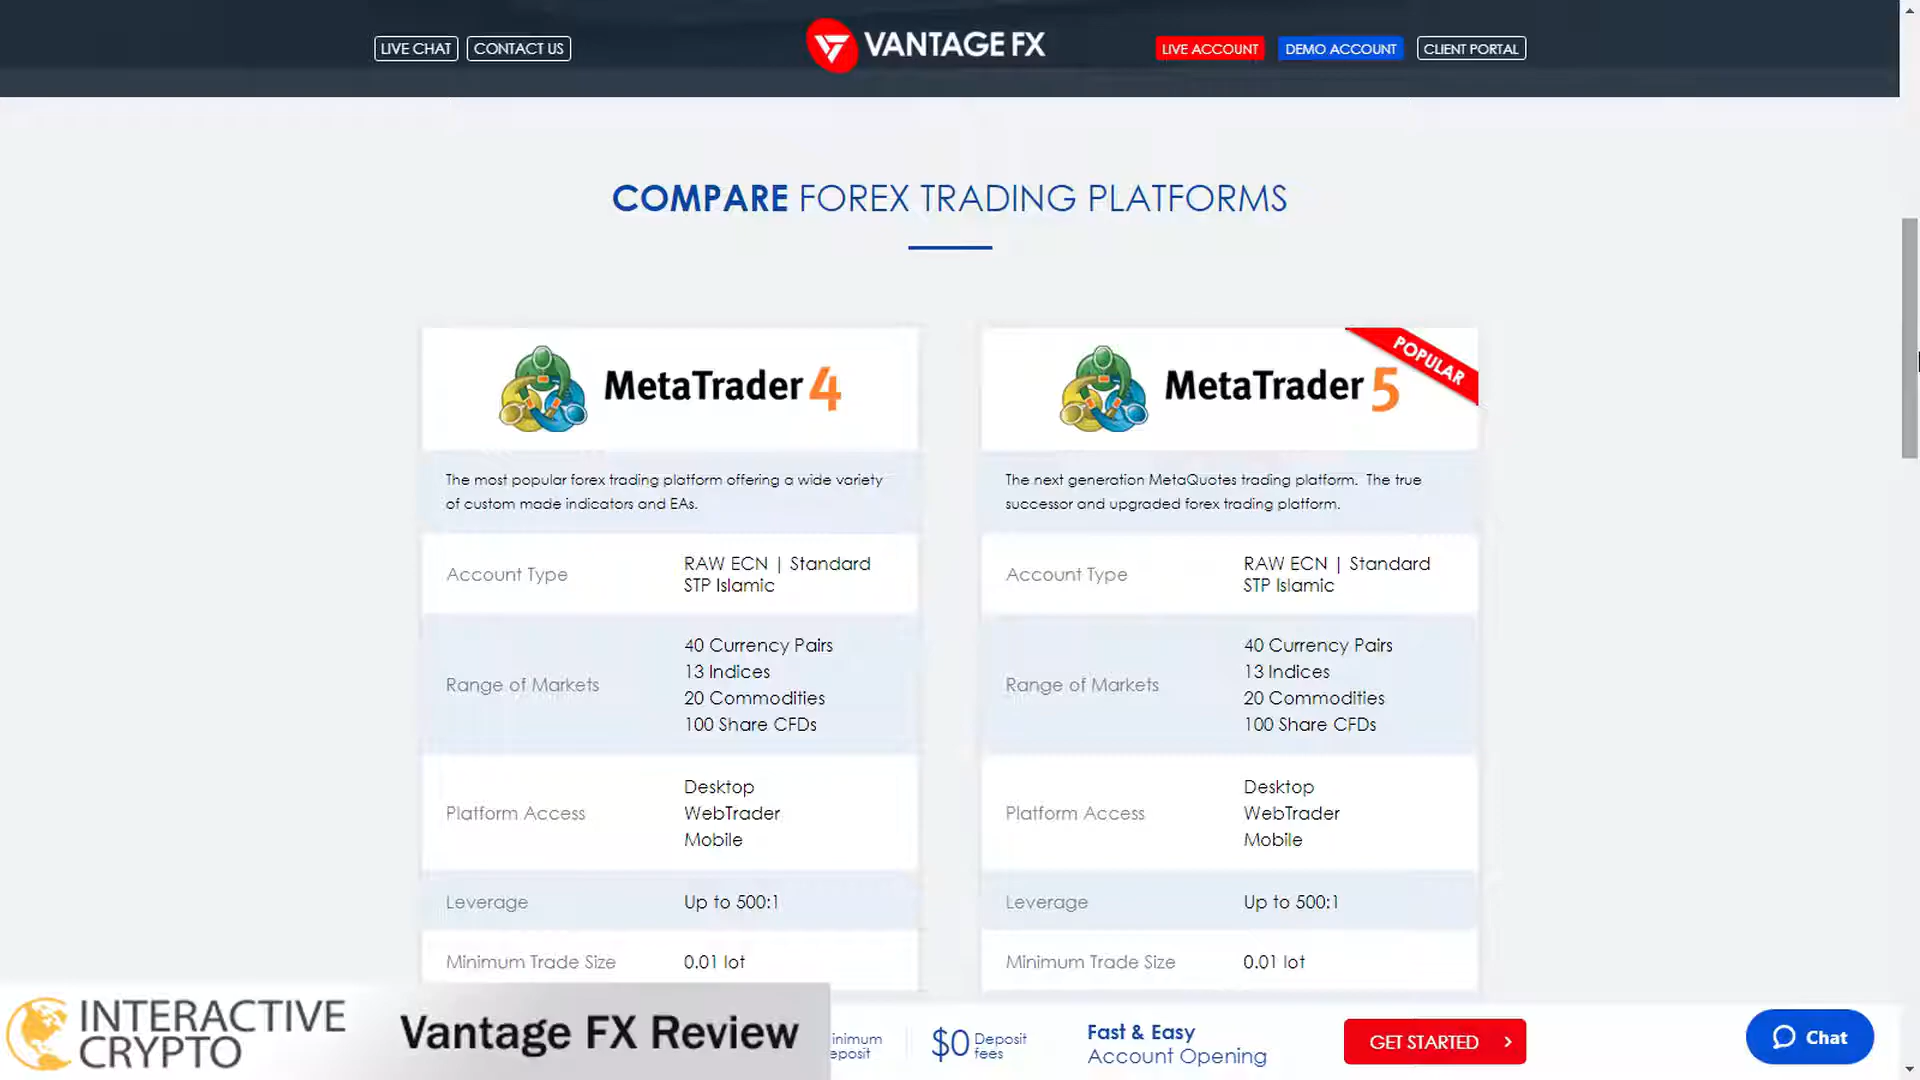 LIVE CHAT
CONTACT US
VANTAGE FX
LIVE ACCOUNT
DEMO ACCOUNT
CLIENT PORTAL
COMPARE FOREX TRADING PLATFORMS
MetaTrader 4
The most popular forex trading platform offering a wide variety
of custom made indicators and EAs.
Account Type
RAW ECN | Standard
STP Islamic
Range of Markets
40 Currency Pairs
13 Indices
20 Commodities
100 Share CFDs
Platform Access
Desktop
WebTrader
Mobile
Leverage
Up to 500:1
Minimum Trade Size
0.01 lot
MetaTrader 5
POPULAR
The next generation MetaQuotes trading platform. The true
successor and upgraded forex trading platform.
Account Type
RAW ECN | Standard
STP Islamic
Range of Markets
40 Currency Pairs
13 Indices
20 Commodities
100 Share CFDs
Platform Access
Desktop
WebTrader
Mobile
Leverage
Up to 500:1
Minimum Trade Size
0.01 lot
INTERACTIVE
CRYPTO
Vantage FX Review
inimum
eposit
$0 Deposit
fees
Fast & Easy
Account Opening
GET STARTED
Chat